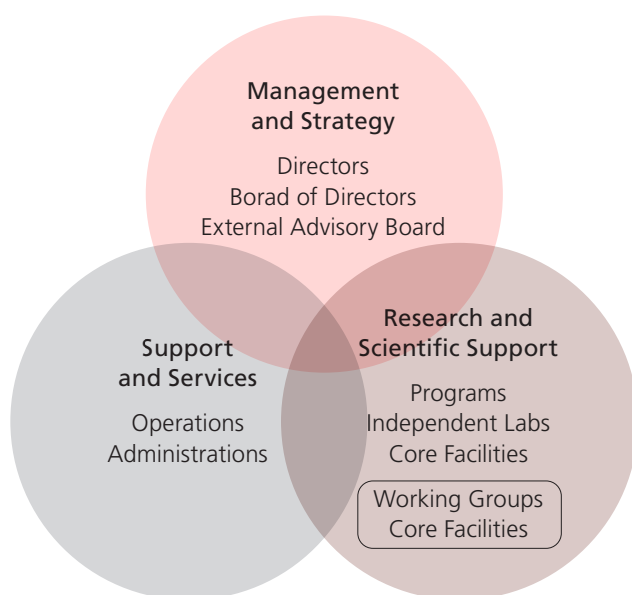 Management
and Strategy
Directors
Borad of Directors
External Advisory Board
Support
and Services
Operations
Administrations
Research and
Scientific Support
Programs
Independent Labs
Core Facilities
Working Groups
Core Facilities